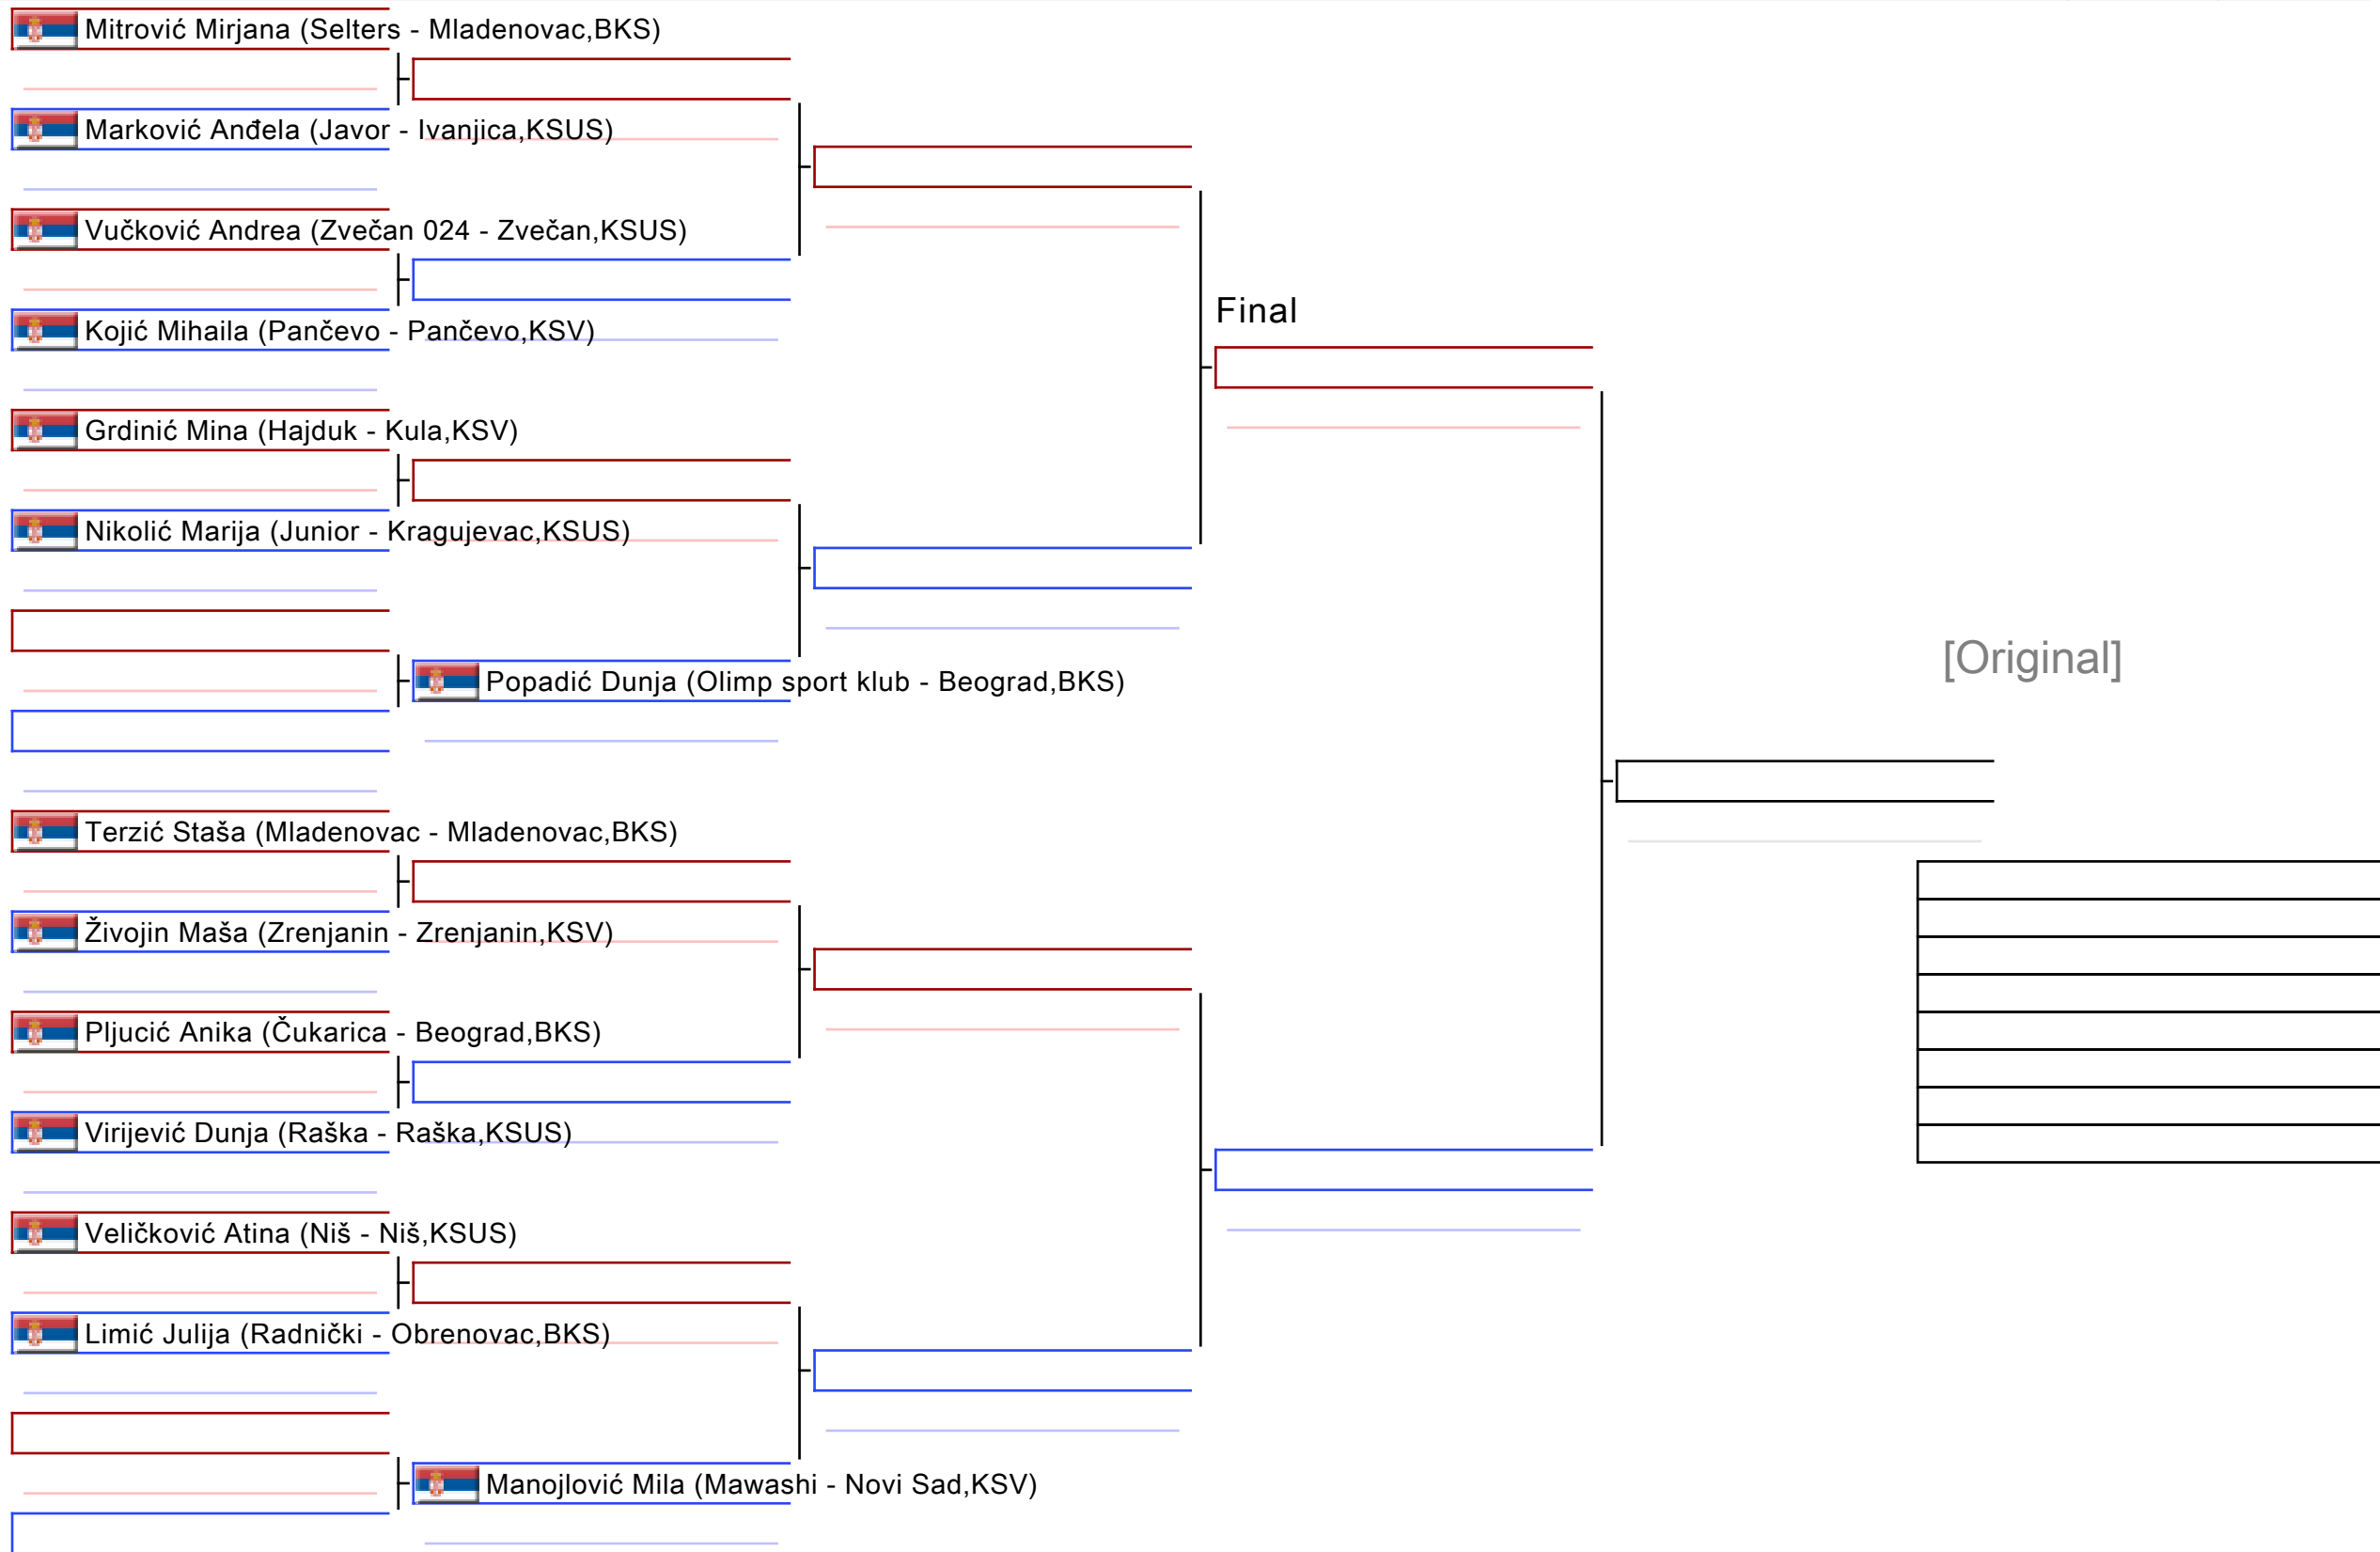 Mitrović Mirjana (Selters - Mladenovac,BKS)
Marković Anđela (Javor - Ivanjica,KSUS)
Vučković Andrea (Zvečan 024 - Zvečan,KSUS)
Final
Kojić Mihaila (Pančevo - Pančevo,KSV)
Grdinić Mina (Hajduk - Kula,KSV)
Nikolić Marija (Junior - Kragujevac,KSUS)
[Original]
Popadić Dunja (Olimp sport klub - Beograd,BKS)
Terzić Staša (Mladenovac - Mladenovac,BKS)
Živojin Maša (Zrenjanin - Zrenjanin,KSV)
Pljucić Anika (Čukarica - Beograd,BKS)
Virijević Dunja (Raška - Raška,KSUS)
Veličković Atina (Niš - Niš,KSUS)
Limić Julija (Radnički - Obrenovac,BKS)
Manojlović Mila (Mawashi - Novi Sad,KSV)